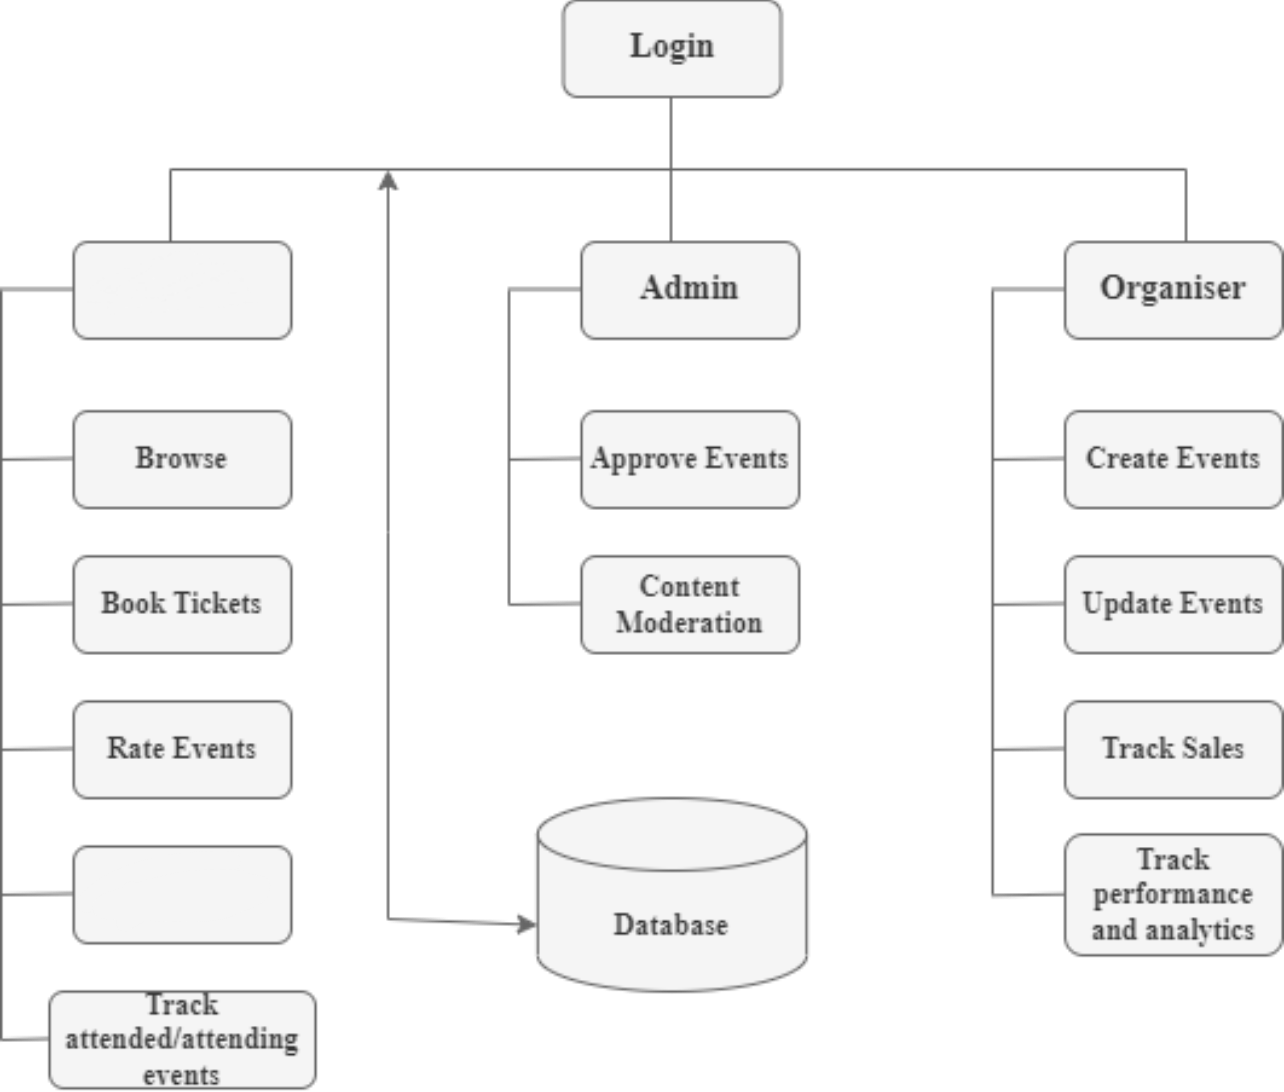 Login
Admin
Organiser
Browse
Approve Events
Create Events
Book Tickets
Content
Moderation
Update Events
Rate Events
Track Sales
Database
Track
performance
and analytics
Track
attended/attending
events